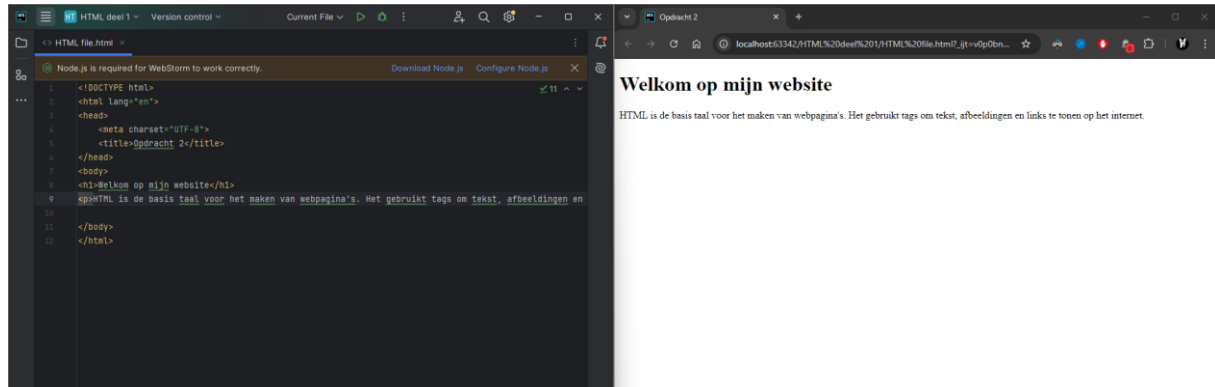 HT HTML deel 1 Version control Current File
<> HTML file.html ×
Node.js is required for WebStorm to work correctly. Download Node.js Configure Node.js
1 <!DOCTYPE html>
11
2 <html lang="en">
3 <head>
4 <meta charset="UTF-8">
5 <title>Opdracht 2</title>
6 </head>
7 <body>
8 <h1>Welkom op mijn website</h1>
9 <p>HTML is de basis taal voor het maken van webpagina's. Het gebruikt tags om tekst, afbeeldingen en
10
11 </body>
12 </html>
Opdracht 2
localhost:63342/HTML%20deel%201/HTML%20file.html?_ijt=v0p0bn...
Welkom op mijn website
HTML is de basis taal voor het maken van webpagina's. Het gebruikt tags om tekst, afbeeldingen en links te tonen op het internet.